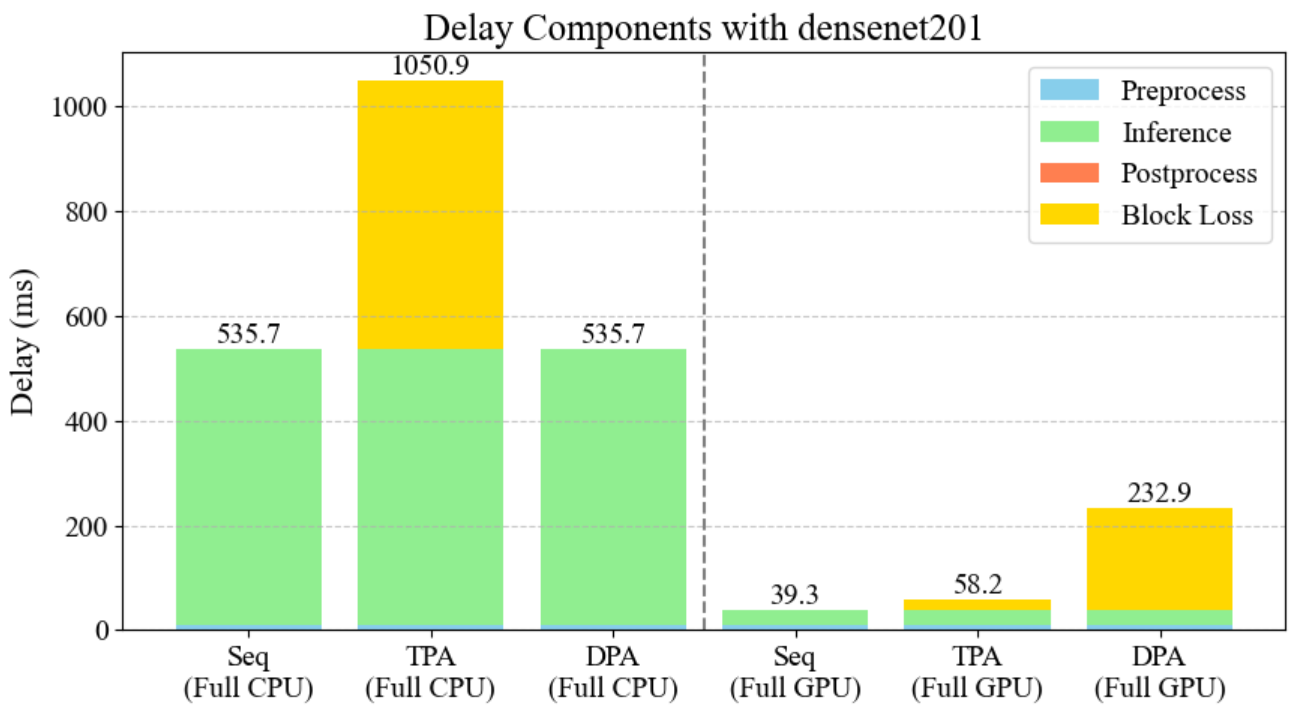 Delay Components with densenet201
Delay (ms)
1000
800
600
400
200
0
1050.9
535.7
535.7
39.3
58.2
232.9
Preprocess
Inference
Postprocess
Block Loss
Seq
(Full CPU)
TPA
(Full CPU)
DPA
(Full CPU)
Seq
(Full GPU)
TPA
(Full GPU)
DPA
(Full GPU)